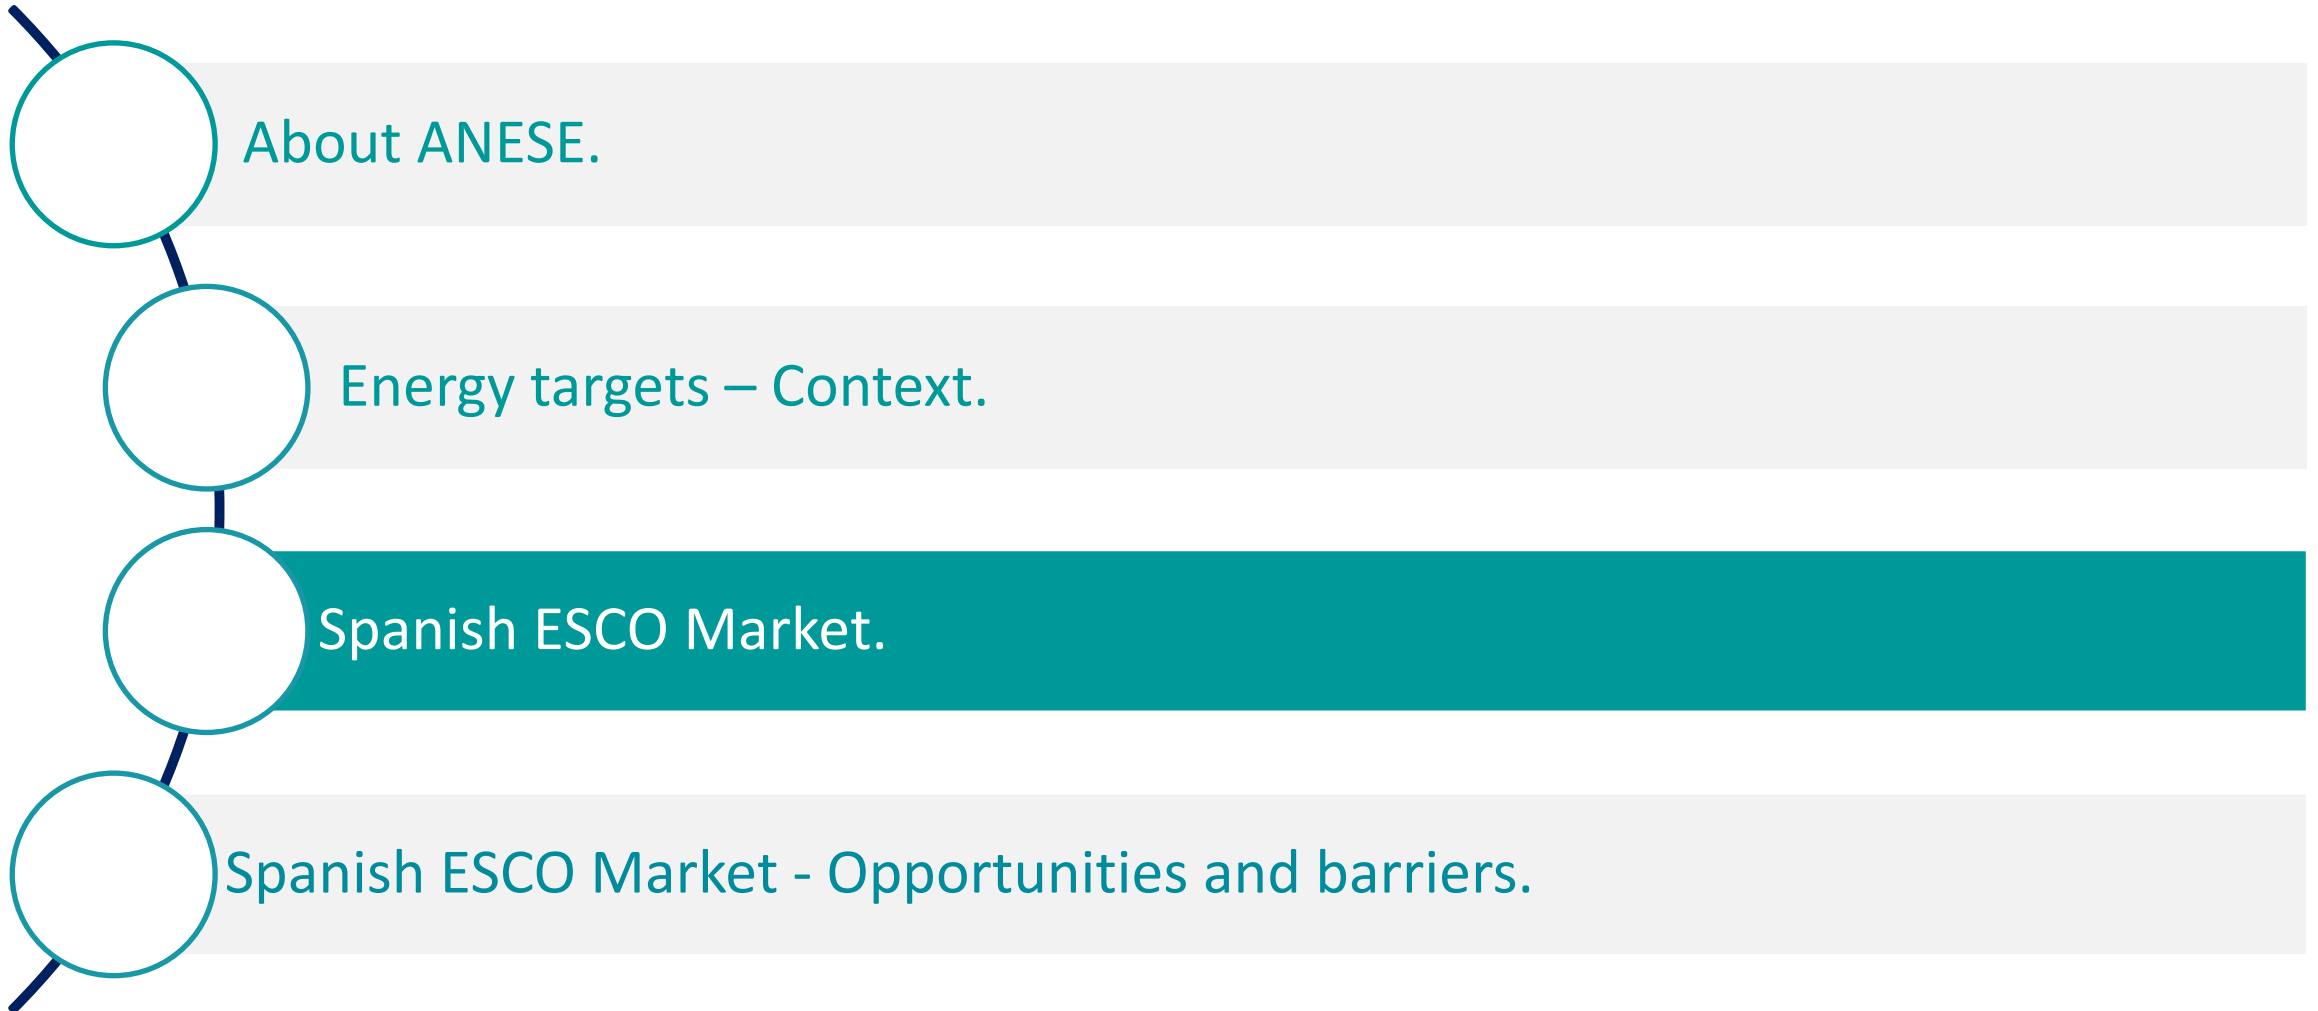 About ANESE.
Energy targets – Context.
Spanish ESCO Market.
Spanish ESCO Market - Opportunities and barriers.